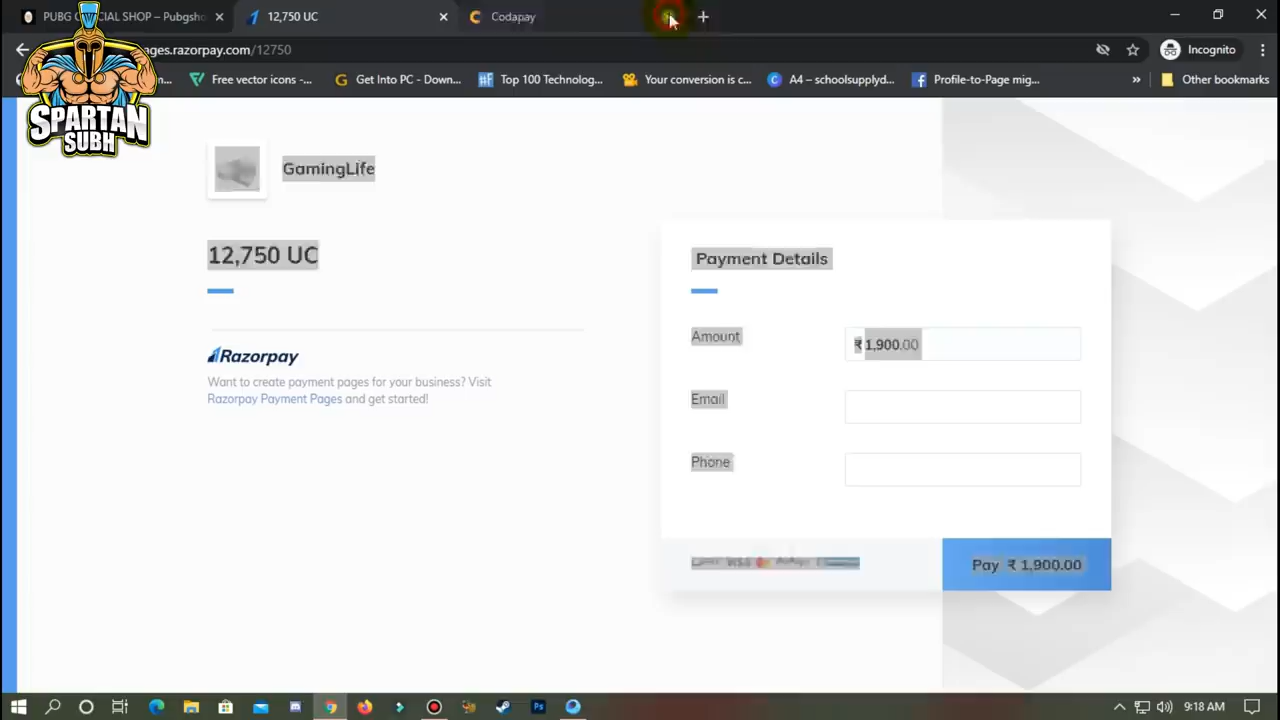 PUBG OFFICIAL SHOP – Pubgsho
12,750 UC
Codapay
ages.razorpay.com/12750
Incognito
Free vector icons -...
Get Into PC - Down...
Top 100 Technolog...
Your conversion is c...
A4 – schoolsupplyd...
Profile-to-Page mig...
Other bookmarks
SPARTAN
SUBH
GamingLife
12,750 UC
Razorpay
Want to create payment pages for your business? Visit
Razorpay Payment Pages and get started!
Payment Details
Amount
₹ 1,900.00
Email
Phone
VISA
Pay ₹ 1,900.00
9:18 AM